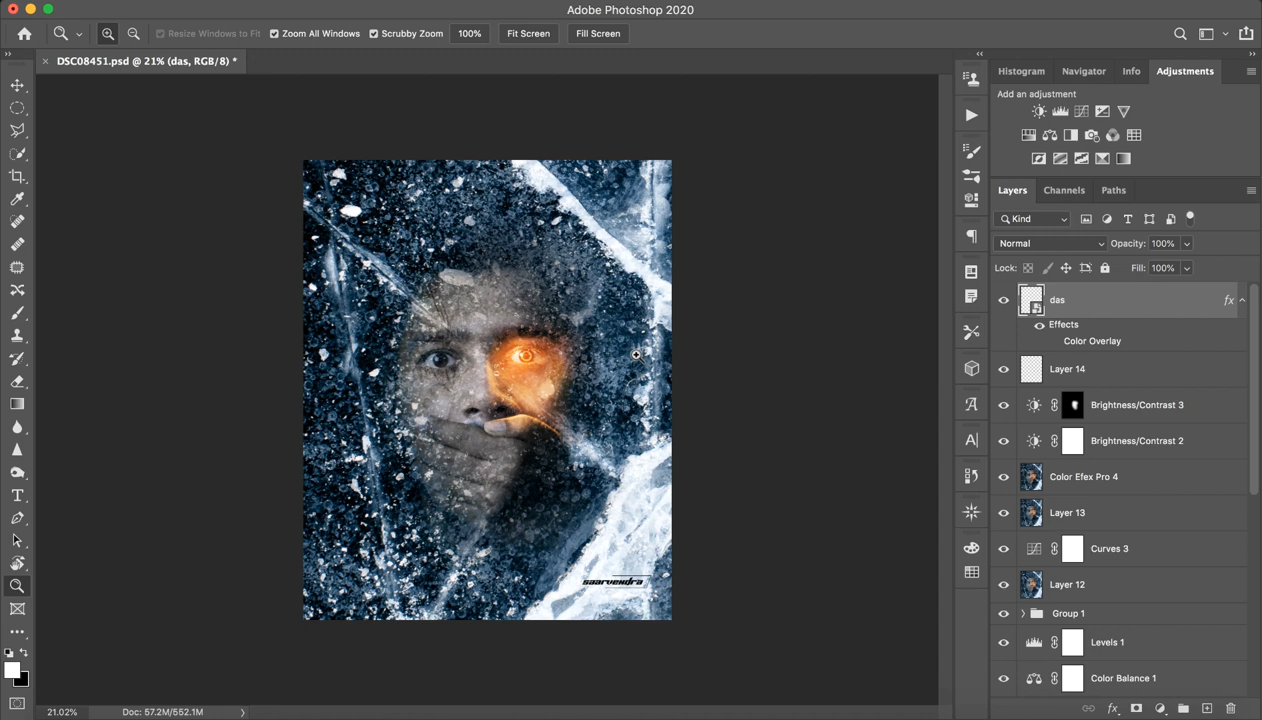 Adobe Photoshop 2020
Resize Windows to Fit Zoom All Windows Scrubby Zoom 100% Fit Screen Fill Screen
DSC08451.psd @ 21% (das, RGB/8) *
Histogram Navigator Info Adjustments
Add an adjustment
Layers Channels Paths
Kind
Normal Opacity: 100%
Lock: Fill: 100%
das fx
Effects
Color Overlay
Layer 14
Brightness/Contrast 3
Brightness/Contrast 2
Color Efex Pro 4
Layer 13
Curves 3
Layer 12
Group 1
Levels 1
Color Balance 1
saarvendra
21.02% Doc: 57.2M/552.1M
fx